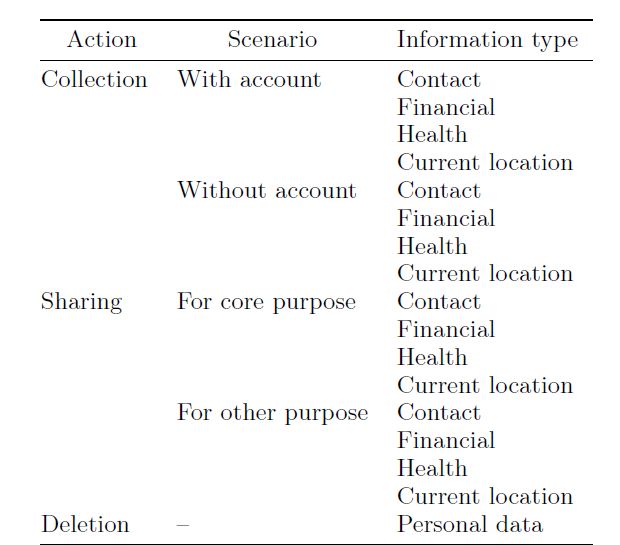 Action Scenario Information type
Collection With account Contact
Financial
Health
Current location
Without account Contact
Financial
Health
Current location
Sharing For core purpose Contact
Financial
Health
Current location
For other purpose Contact
Financial
Health
Current location
Deletion – Personal data